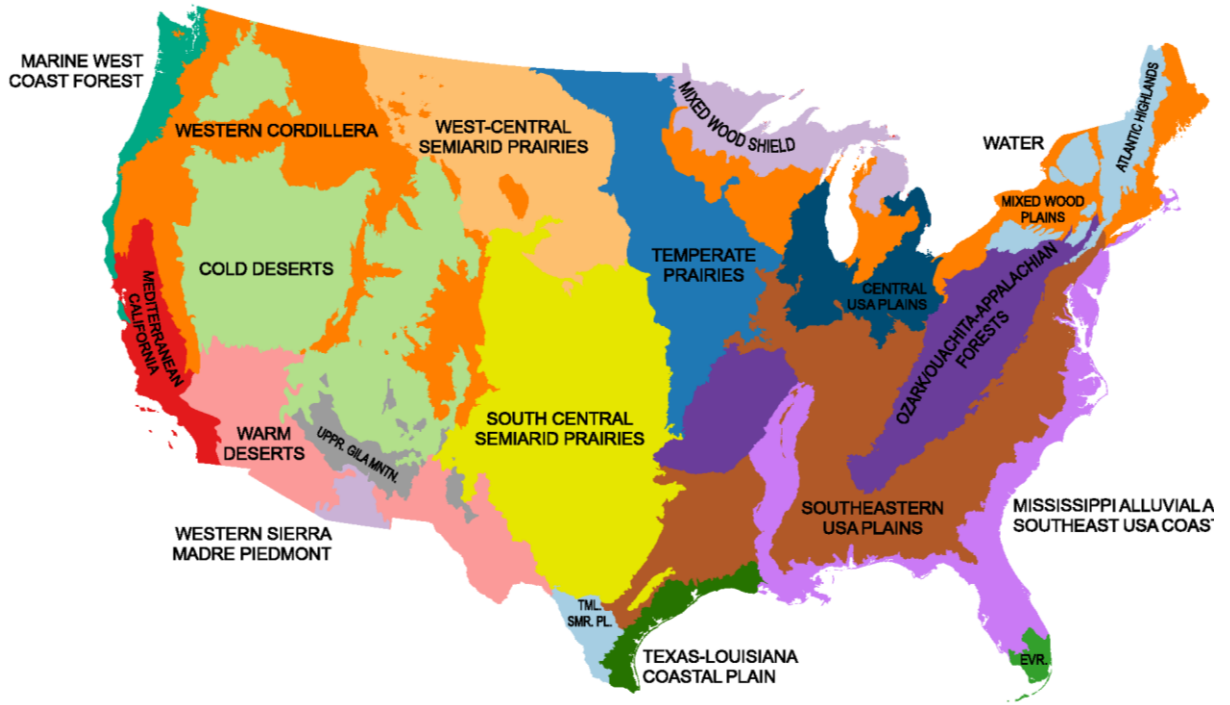 MARINE WEST
COAST FOREST
WESTERN CORDILLERA
WEST-CENTRAL
SEMIARID PRAIRIES
MIXED WOOD SHIELD
ATLANTIC HIGHLANDS
WATER
MIXED WOOD
PLAINS
COLD DESERTS
TEMPERATE
PRAIRIES
CENTRAL
USA PLAINS
MEDITERRANEAN
CALIFORNIA
OZARK/OUACHITA-APPALACHIAN
FORESTS
SOUTH CENTRAL
SEMIARID PRAIRIES
WARM
DESERTS
UPPR. GILA MNTN.
SOUTHEASTERN
USA PLAINS
MISSISSIPPI ALLUVIAL A
SOUTHEAST USA COAST
WESTERN SIERRA
MADRE PIEDMONT
TML.
SMR. PL.
TEXAS-LOUISIANA
COASTAL PLAIN
EVR.